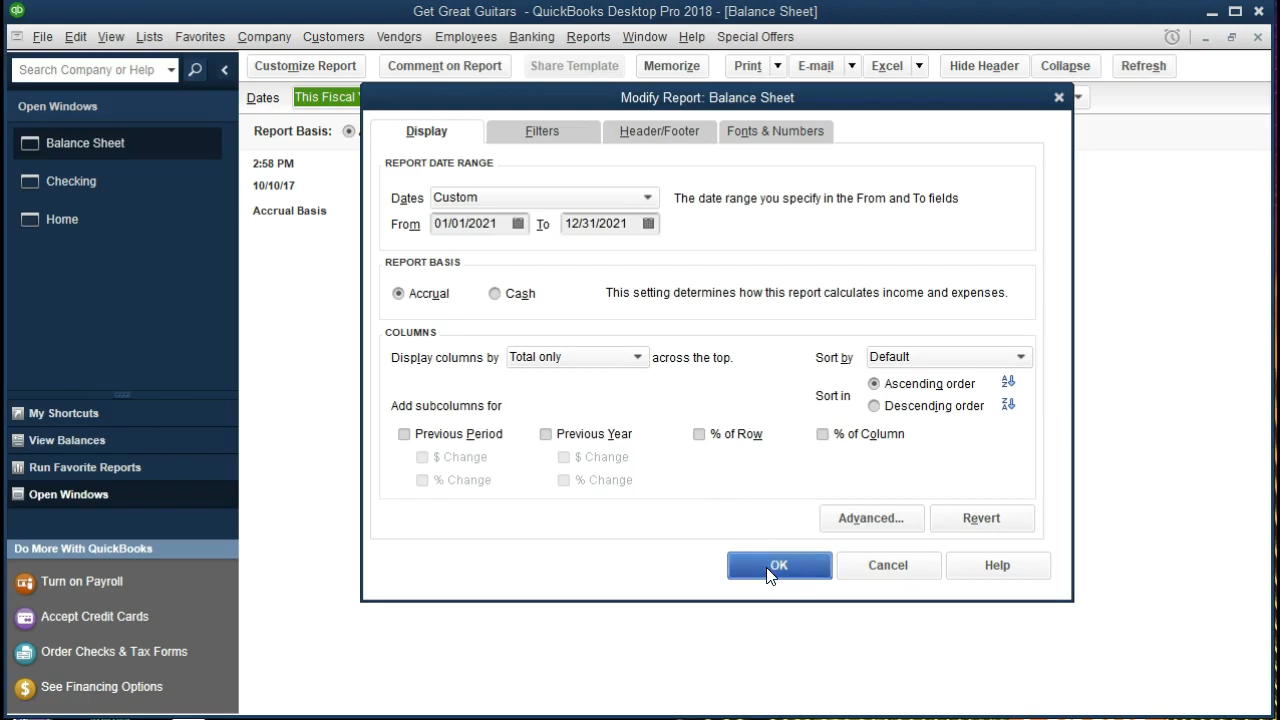 Get Great Guitars - QuickBooks Desktop Pro 2018 - [Balance Sheet]
File Edit View Lists Favorites Company Customers Vendors Employees Banking Reports Window Help Special Offers
Search Company or Help
Customize Report Comment on Report Share Template Memorize Print E-mail Excel Hide Header Collapse Refresh
Open Windows
Dates This Fiscal
Modify Report: Balance Sheet
Report Basis:
Balance Sheet
Checking
Home
2:58 PM
10/10/17
Accrual Basis
Display Filters Header/Footer Fonts & Numbers
REPORT DATE RANGE
Dates Custom The date range you specify in the From and To fields
From 01/01/2021 To 12/31/2021
REPORT BASIS
Accrual Cash This setting determines how this report calculates income and expenses.
COLUMNS
Display columns by Total only across the top. Sort by Default
Sort in Ascending order
Descending order
Add subcolumns for
Previous Period Previous Year % of Row % of Column
$ Change $ Change
% Change % Change
Advanced... Revert
OK Cancel Help
My Shortcuts
View Balances
Run Favorite Reports
Open Windows
Do More With QuickBooks
Turn on Payroll
Accept Credit Cards
Order Checks & Tax Forms
See Financing Options